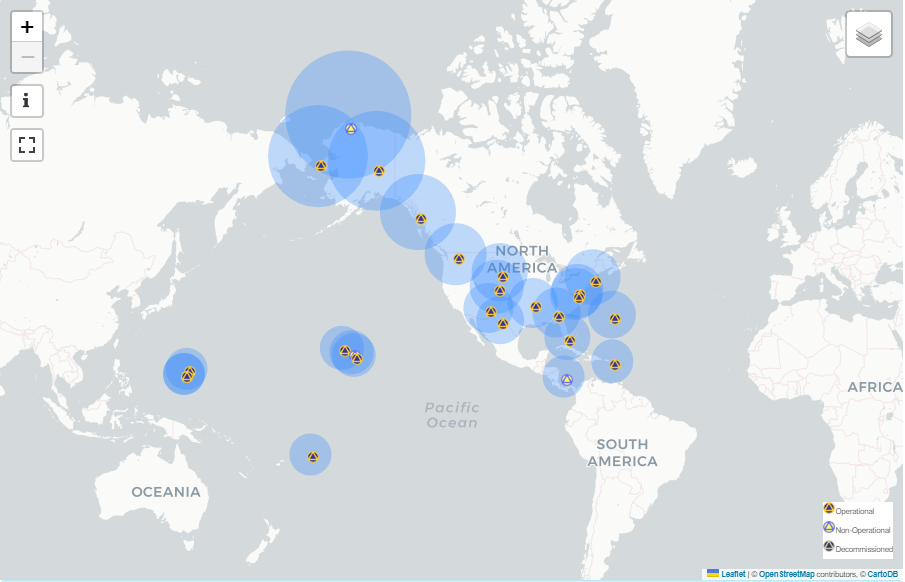 +
−
i
NORTH
AMERICA
Pacific
Ocean
AFRICA
SOUTH
AMERICA
OCEANIA
Operational
Non-Operational
Decommissioned
Leaflet | © OpenStreetMap contributors, © CartoDB